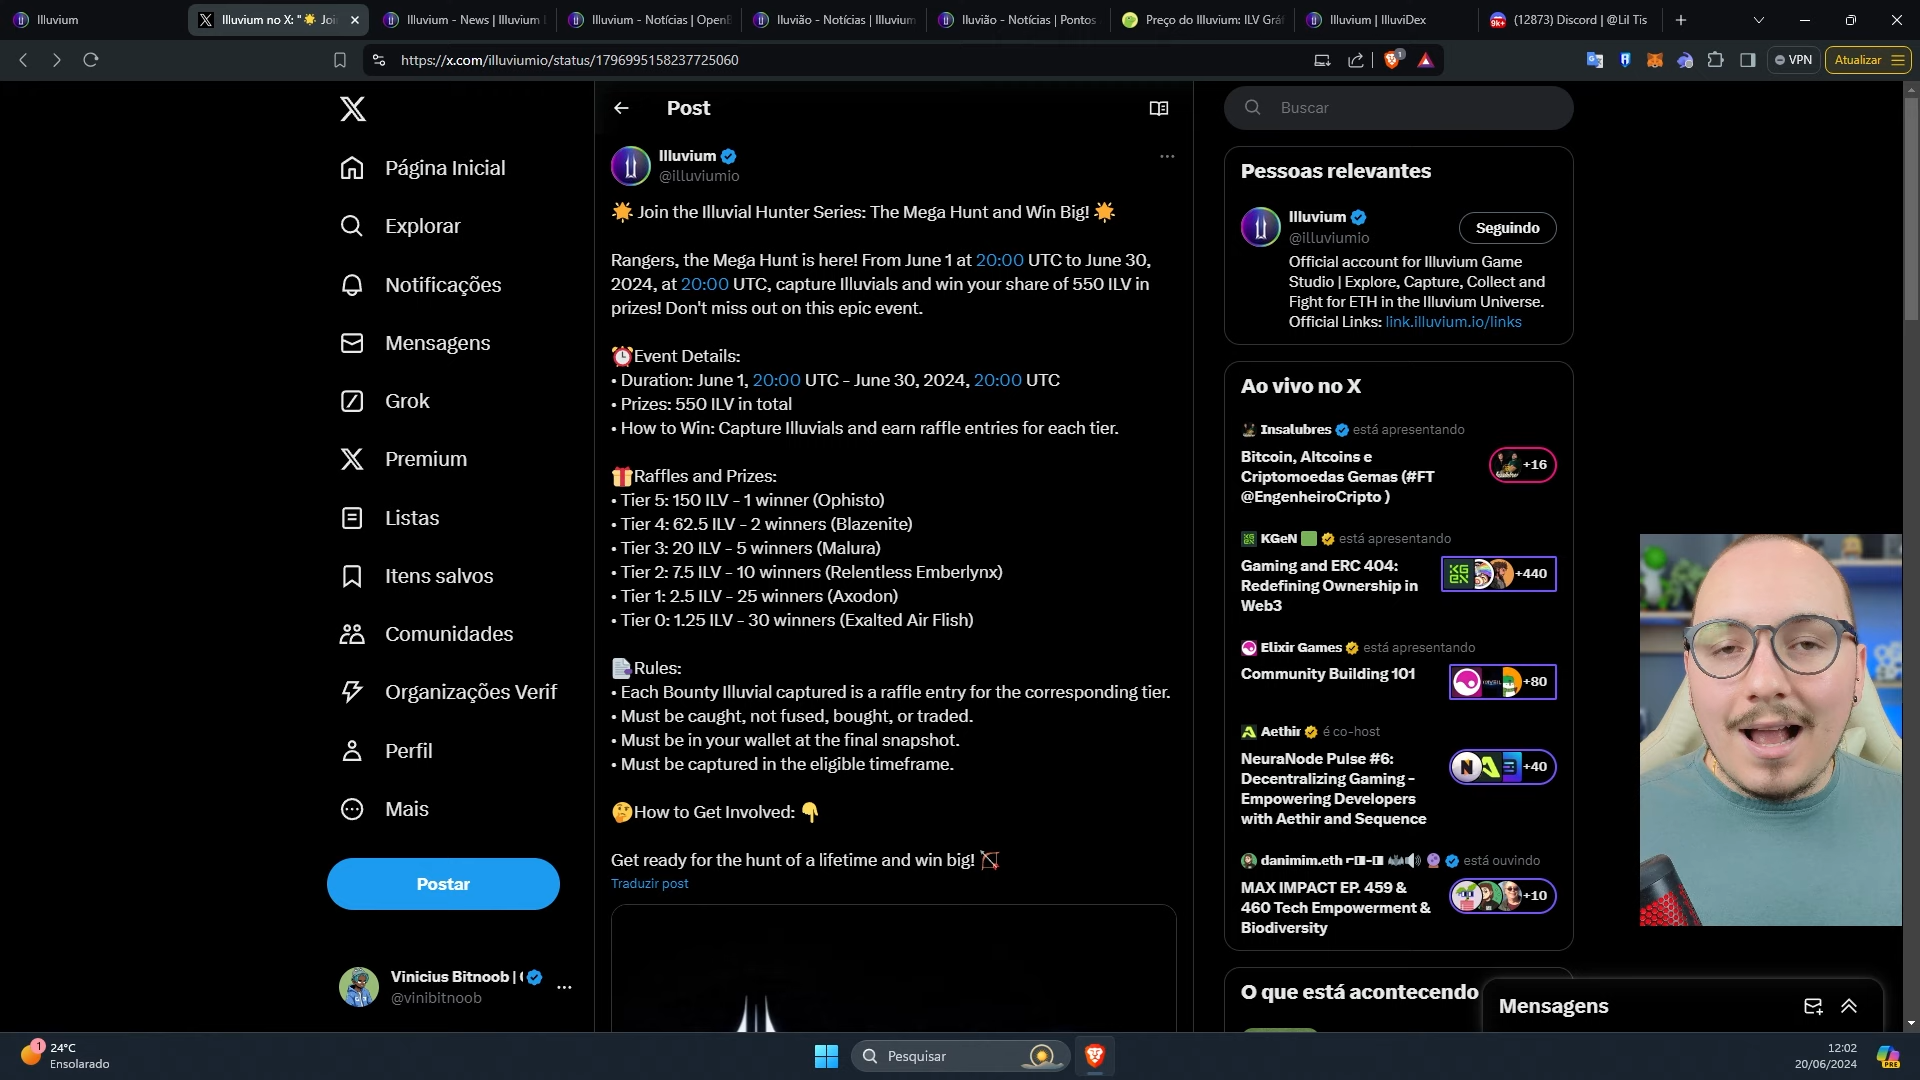 Illuvium
Illuvium no X: "🌟 Joi
Illuvium - News | Illuvium
Illuvium - Notícias | OpenB
Iluvião - Notícias | Illuvium
Iluvião - Notícias | Pontos
Preço do Illuvium: ILV Grá
Illuvium | IlluviDex
9k+
(12873) Discord | @Lil Tis
https://x.com/illuviumio/status/1796995158237725060
1
VPN
Atualizar
Página Inicial
Explorar
Notificações
Mensagens
Grok
Premium
Listas
Itens salvos
Comunidades
Organizações Verif
Perfil
Mais
Postar
Vinicius Bitnoob | (
@vinibitnoob
Post
Illuvium
@illuviumio
🌟 Join the Illuvial Hunter Series: The Mega Hunt and Win Big! 🌟
Rangers, the Mega Hunt is here! From June 1 at 20:00 UTC to June 30,
2024, at 20:00 UTC, capture Illuvials and win your share of 550 ILV in
prizes! Don't miss out on this epic event.
⏰Event Details:
• Duration: June 1, 20:00 UTC - June 30, 2024, 20:00 UTC
• Prizes: 550 ILV in total
• How to Win: Capture Illuvials and earn raffle entries for each tier.
🎁Raffles and Prizes:
• Tier 5: 150 ILV - 1 winner (Ophisto)
• Tier 4: 62.5 ILV - 2 winners (Blazenite)
• Tier 3: 20 ILV - 5 winners (Malura)
• Tier 2: 7.5 ILV - 10 winners (Relentless Emberlynx)
• Tier 1: 2.5 ILV - 25 winners (Axodon)
• Tier 0: 1.25 ILV - 30 winners (Exalted Air Flish)
📄Rules:
• Each Bounty Illuvial captured is a raffle entry for the corresponding tier.
• Must be caught, not fused, bought, or traded.
• Must be in your wallet at the final snapshot.
• Must be captured in the eligible timeframe.
🤔How to Get Involved: 👇
Get ready for the hunt of a lifetime and win big! 🏹
Traduzir post
Buscar
Pessoas relevantes
Illuvium
@illuviumio
Seguindo
Official account for Illuvium Game
Studio | Explore, Capture, Collect and
Fight for ETH in the Illuvium Universe.
Official Links: link.illuvium.io/links
Ao vivo no X
Insalubres está apresentando
Bitcoin, Altcoins e
Criptomoedas Gemas (#FT
@EngenheiroCripto )
+16
KGeN 🟩 está apresentando
Gaming and ERC 404:
Redefining Ownership in
Web3
+440
Elixir Games está apresentando
Community Building 101
+80
Aethir é co-host
NeuraNode Pulse #6:
Decentralizing Gaming -
Empowering Developers
with Aethir and Sequence
+40
danimim.eth ⌐◨-◨ 🦇🔊 🔮 está ouvindo
MAX IMPACT EP. 459 &
460 Tech Empowerment &
Biodiversity
+10
O que está acontecendo
Mensagens
1
24°C
Ensolarado
Pesquisar
12:02
20/06/2024
PRE